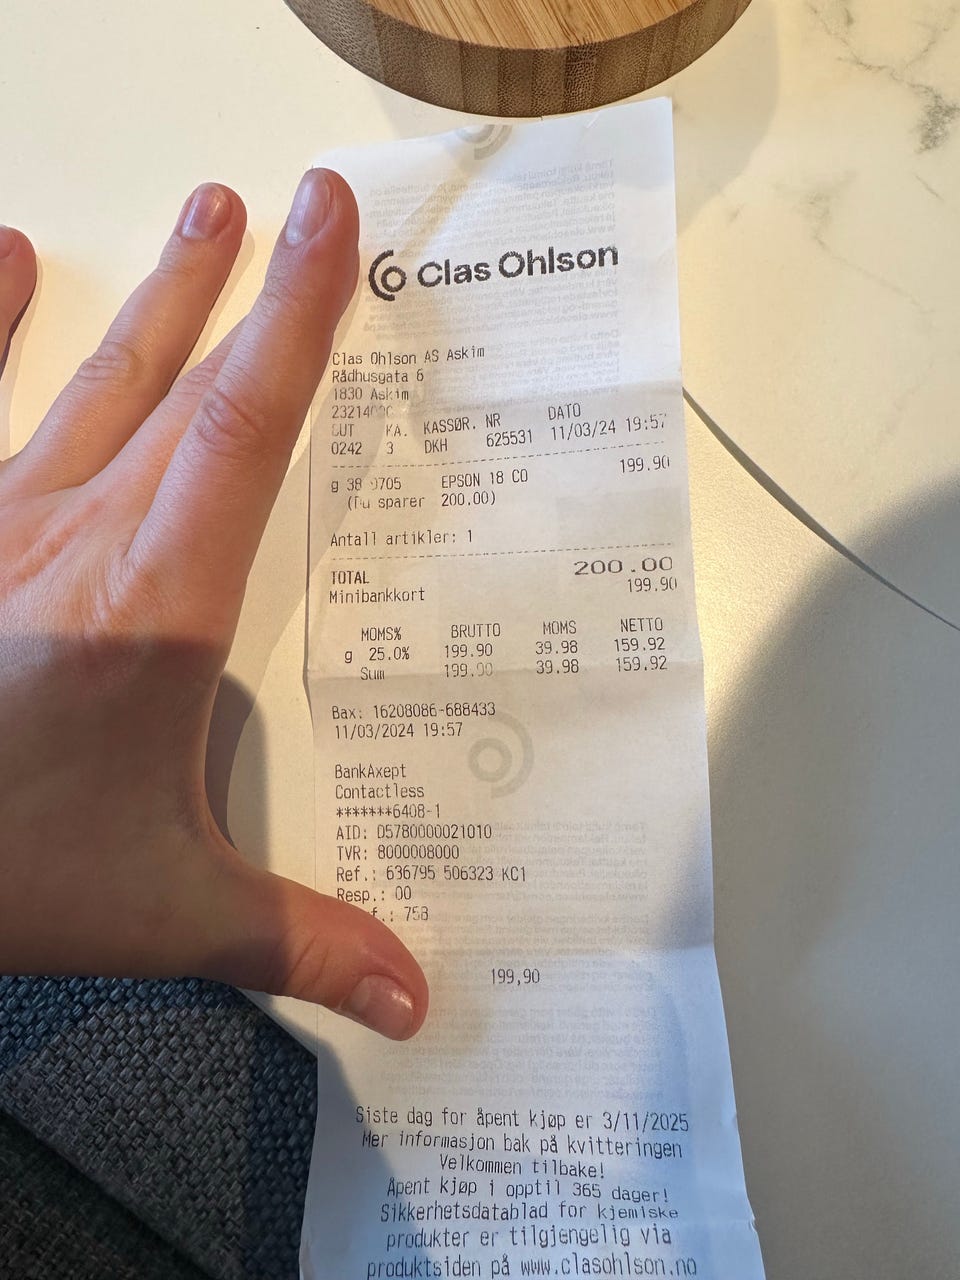 Clas Ohlson
Clas Ohlson AS Askim
Rådhusgata 6
1830 Askim
KASSØR. NR DATO
0242 3 DKH 625531 11/03/24 19:57
g EPSON 18 CO 199.90
sparer 200.00)
Antall artikler: 1
TOTAL 200.00
Minibankkort 199.90
MOMS% BRUTTO MOMS NETTO
g 25.0% 199.90 39.98 159.92
Sum 199.90 39.98 159.92
Bax: 16208086-688433
11/03/2024 19:57
BankAxept
Contactless
*******6408-1
AID: D5780000021010
TVR: 8000008000
Ref.: 636795 506323 KC1
Resp.: 00
758
199,90
Siste dag for åpent kjøp er 3/11/2025
Mer informasjon bak på kvitteringen
Velkommen tilbake!
Åpent kjøp i opptil 365 dager!
Sikkerhetsdatablad for kjemiske
produkter er tilgjengelig via
produktsiden på www.clasohlson.no